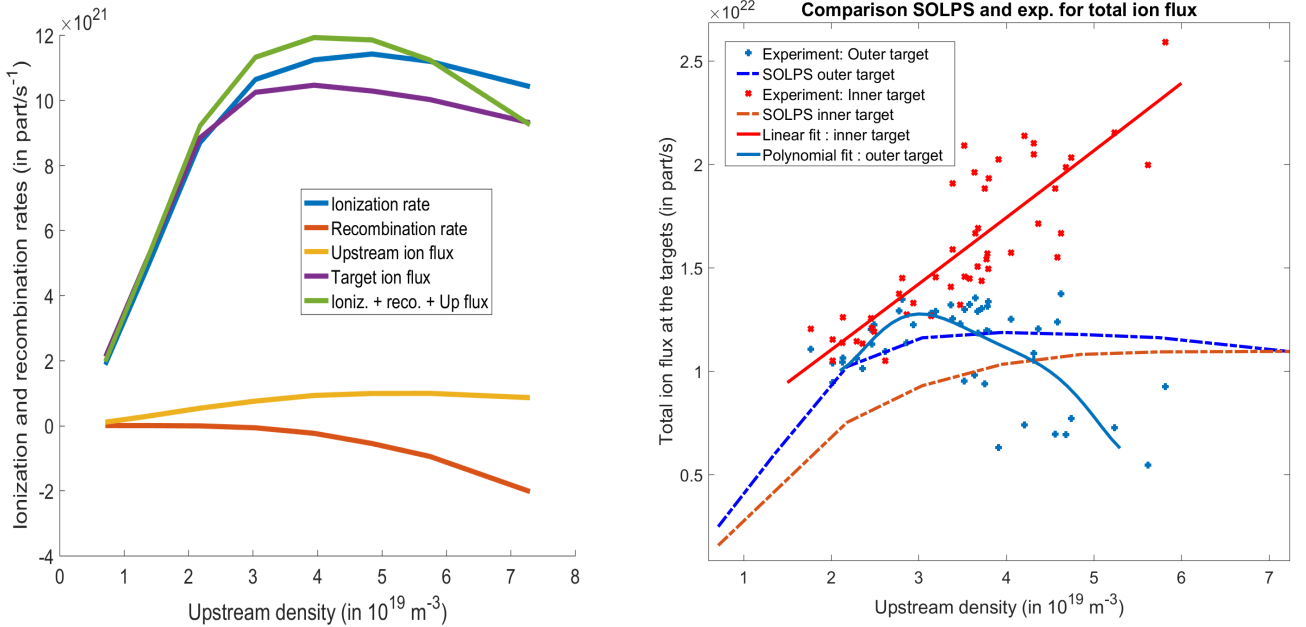 ×10^21
Ionization and recombination rates (in part/s^-1)
12
10
8
6
4
2
0
-2
-4
0 1 2 3 4 5 6 7 8
Upstream density (in 10^19 m^-3)
Ionization rate
Recombination rate
Upstream ion flux
Target ion flux
Ioniz. + reco. + Up flux
×10^22
Comparison SOLPS and exp. for total ion flux
Total ion flux at the targets (in part/s)
2.5
2
1.5
1
0.5
1 2 3 4 5 6 7
Upstream density (in 10^19 m^-3)
Experiment: Outer target
SOLPS outer target
Experiment: Inner target
SOLPS inner target
Linear fit : inner target
Polynomial fit : outer target